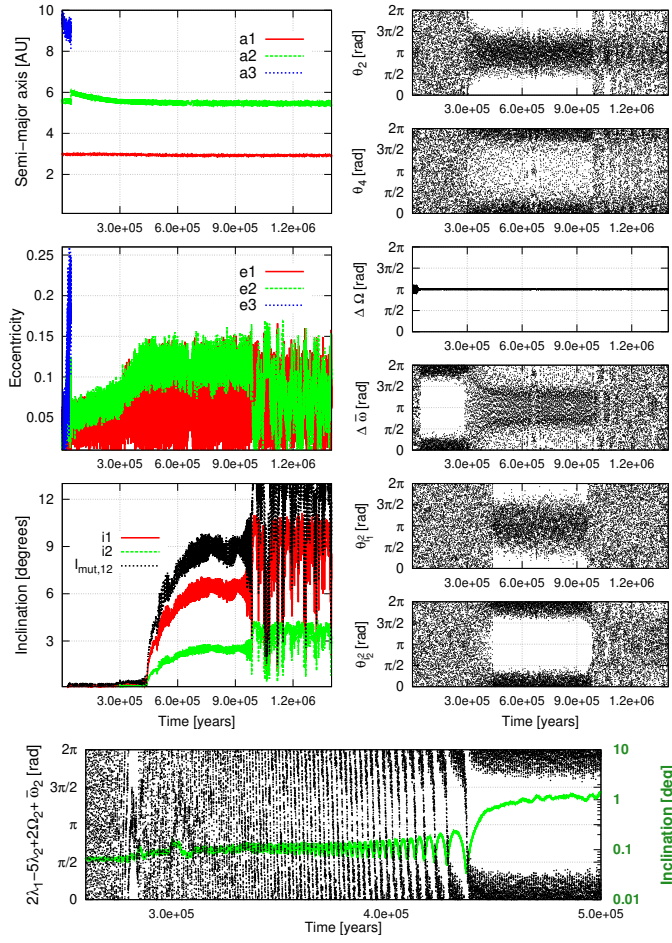 10
8
6
4
2
Semi-major axis [AU]
a1
a2
a3
3.0e+05 6.0e+05 9.0e+05 1.2e+06
2π
3π/2
π
π/2
0
θ2 [rad]
3.0e+05 6.0e+05 9.0e+05 1.2e+06
2π
3π/2
π
π/2
0
θ4 [rad]
3.0e+05 6.0e+05 9.0e+05 1.2e+06
0.25
0.20
0.15
0.10
0.05
Eccentricity
e1
e2
e3
3.0e+05 6.0e+05 9.0e+05 1.2e+06
2π
3π/2
π
π/2
0
Δ Ω [rad]
3.0e+05 6.0e+05 9.0e+05 1.2e+06
2π
3π/2
π
π/2
0
Δ ϖ [rad]
3.0e+05 6.0e+05 9.0e+05 1.2e+06
12
9
6
3
Inclination [degrees]
i1
i2
Imut,12
3.0e+05 6.0e+05 9.0e+05 1.2e+06
Time [years]
2π
3π/2
π
π/2
0
[rad]
3.0e+05 6.0e+05 9.0e+05 1.2e+06
2π
3π/2
π
π/2
0
[rad]
3.0e+05 6.0e+05 9.0e+05 1.2e+06
Time [years]
2π
3π/2
π
π/2
0
2λ1-5λ2+2Ω2+ ϖ2 [rad]
10
1
0.1
0.01
Inclination [deg]
3.0e+05 4.0e+05 5.0e+05
Time [years]